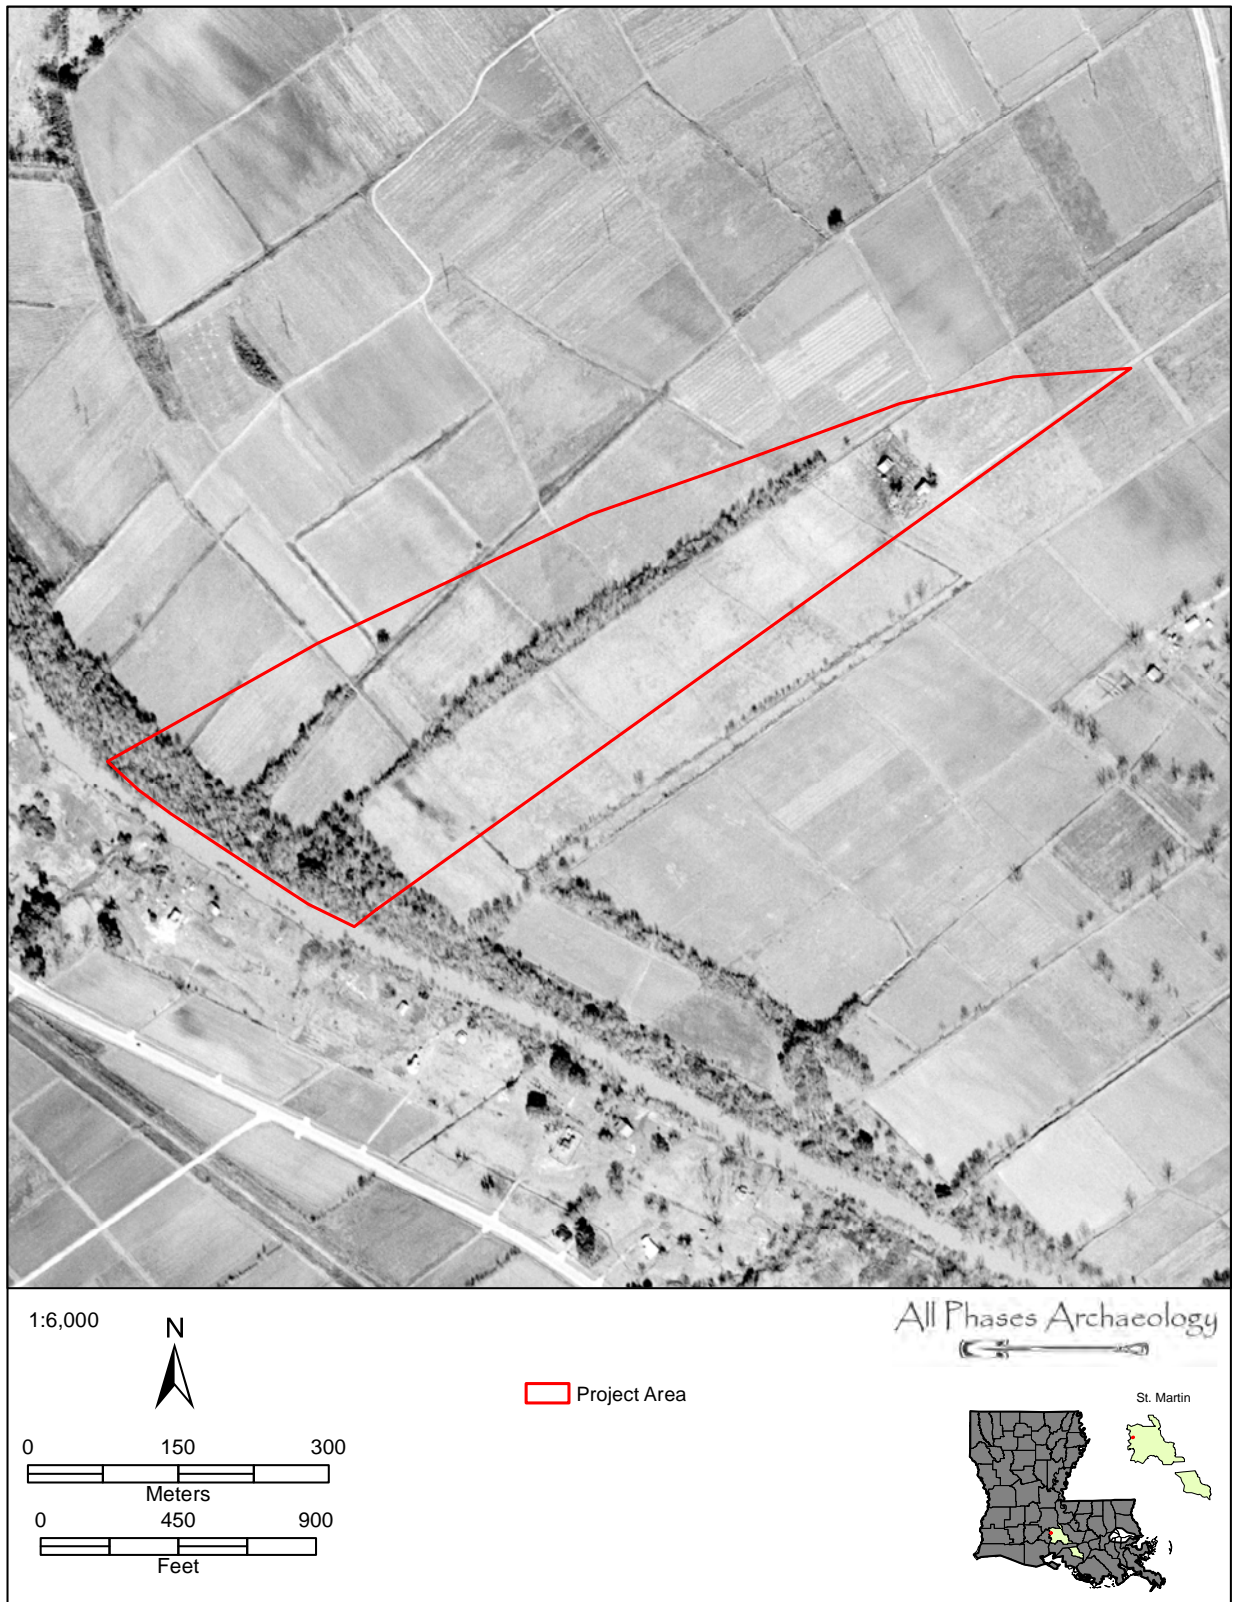 1:6,000
N
All Phases Archaeology
Project Area
St. Martin
0 150 300
Meters
0 450 900
Feet